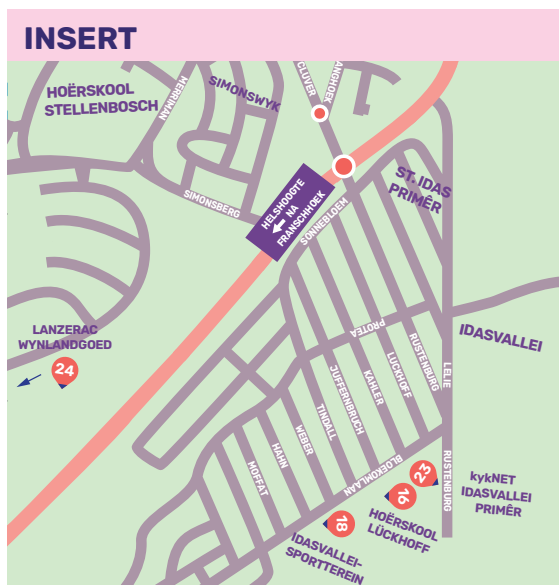 INSERT
HOËRSKOOL
STELLENBOSCH
MERRIMAN
SIMONSWYK
CLUVER
ANGHOEK
SIMONSBERG
HELSHOOGTE
NA
FRANSCHHOEK
SONNEBLOEM
ST. IDAS
PRIMÊR
LANZERAC
WYNLANDGOED
24
PROTEA
IDASVALLEI
RUSTENBURG
LÜCKHOFF
KAHLER
JUFFERNBRUCH
TINDALL
WEBER
HAHN
MOFFAT
LELIE
RUSTENBURG
BLOEKOMLAAN
23
16
18
kykNET
IDASVALLEI
PRIMÊR
HOËRSKOOL
LÜCKHOFF
IDASVALLEI-
SPORTTEREIN